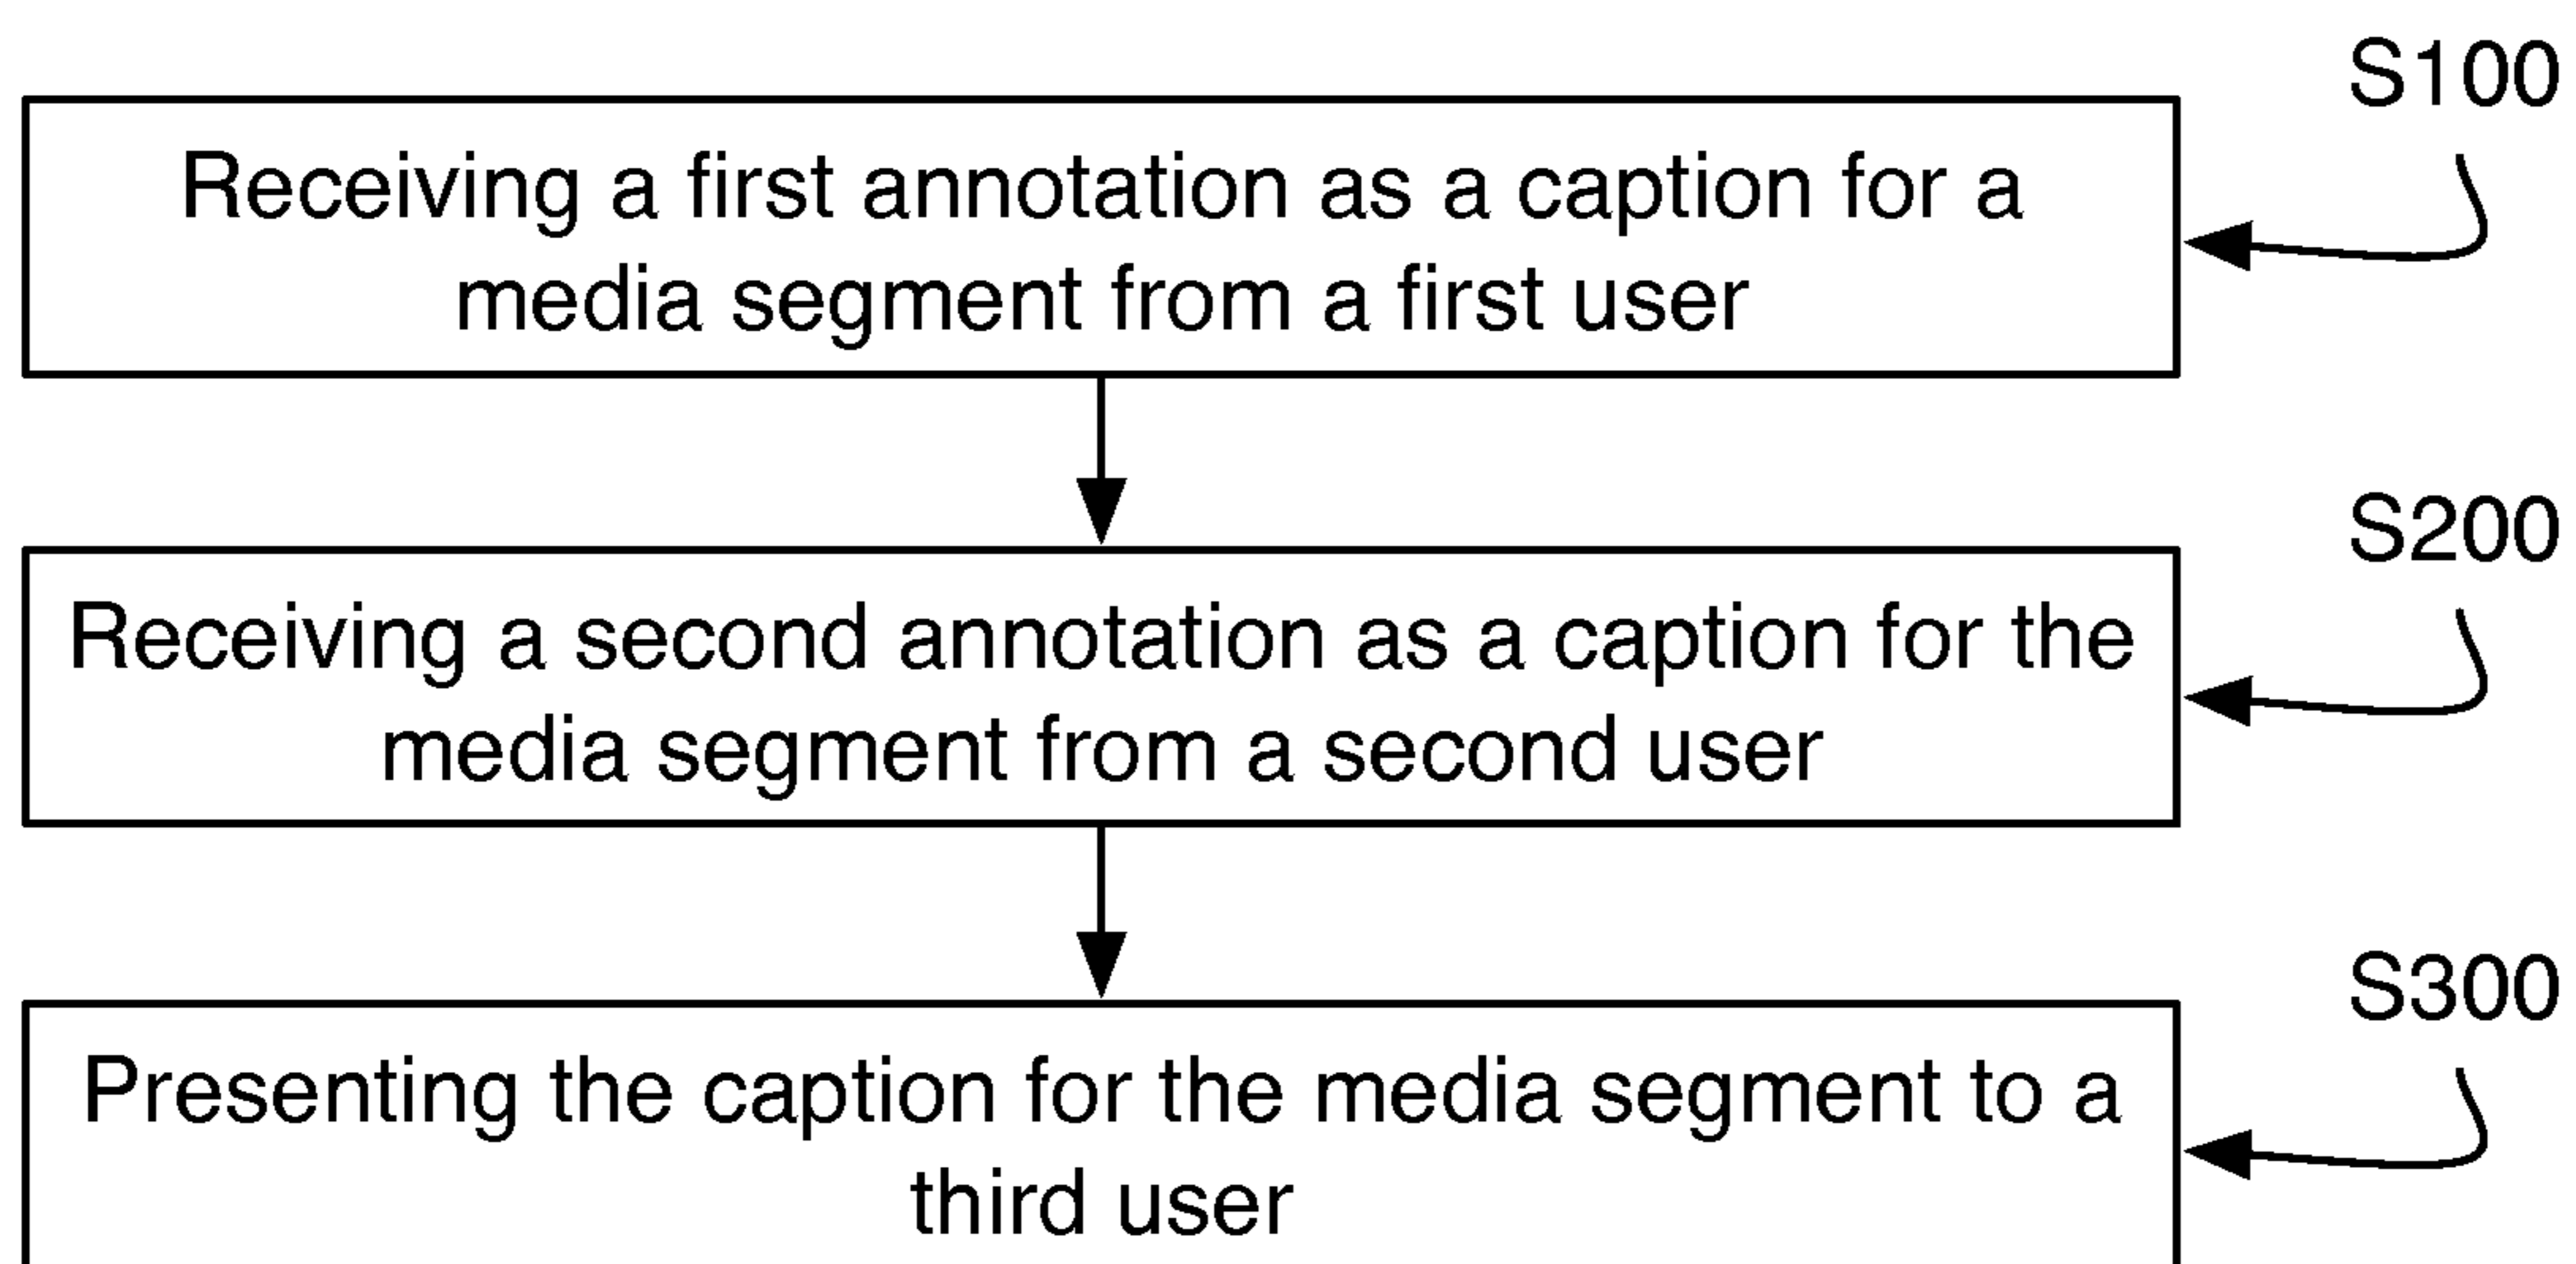 S100
Receiving a first annotation as a caption for a
media segment from a first user
S200
Receiving a second annotation as a caption for the
media segment from a second user
S300
Presenting the caption for the media segment to a
third user